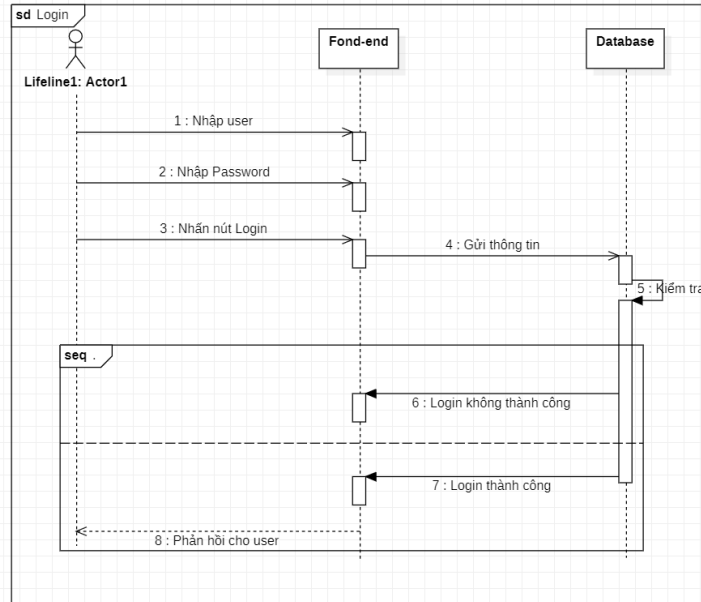 sd Login
Fond-end
Database
Lifeline1: Actor1
1 : Nhập user
2 : Nhập Password
3 : Nhấn nút Login
4 : Gửi thông tin
5 : Kiểm tra
seq .
6 : Login không thành công
7 : Login thành công
8 : Phản hồi cho user